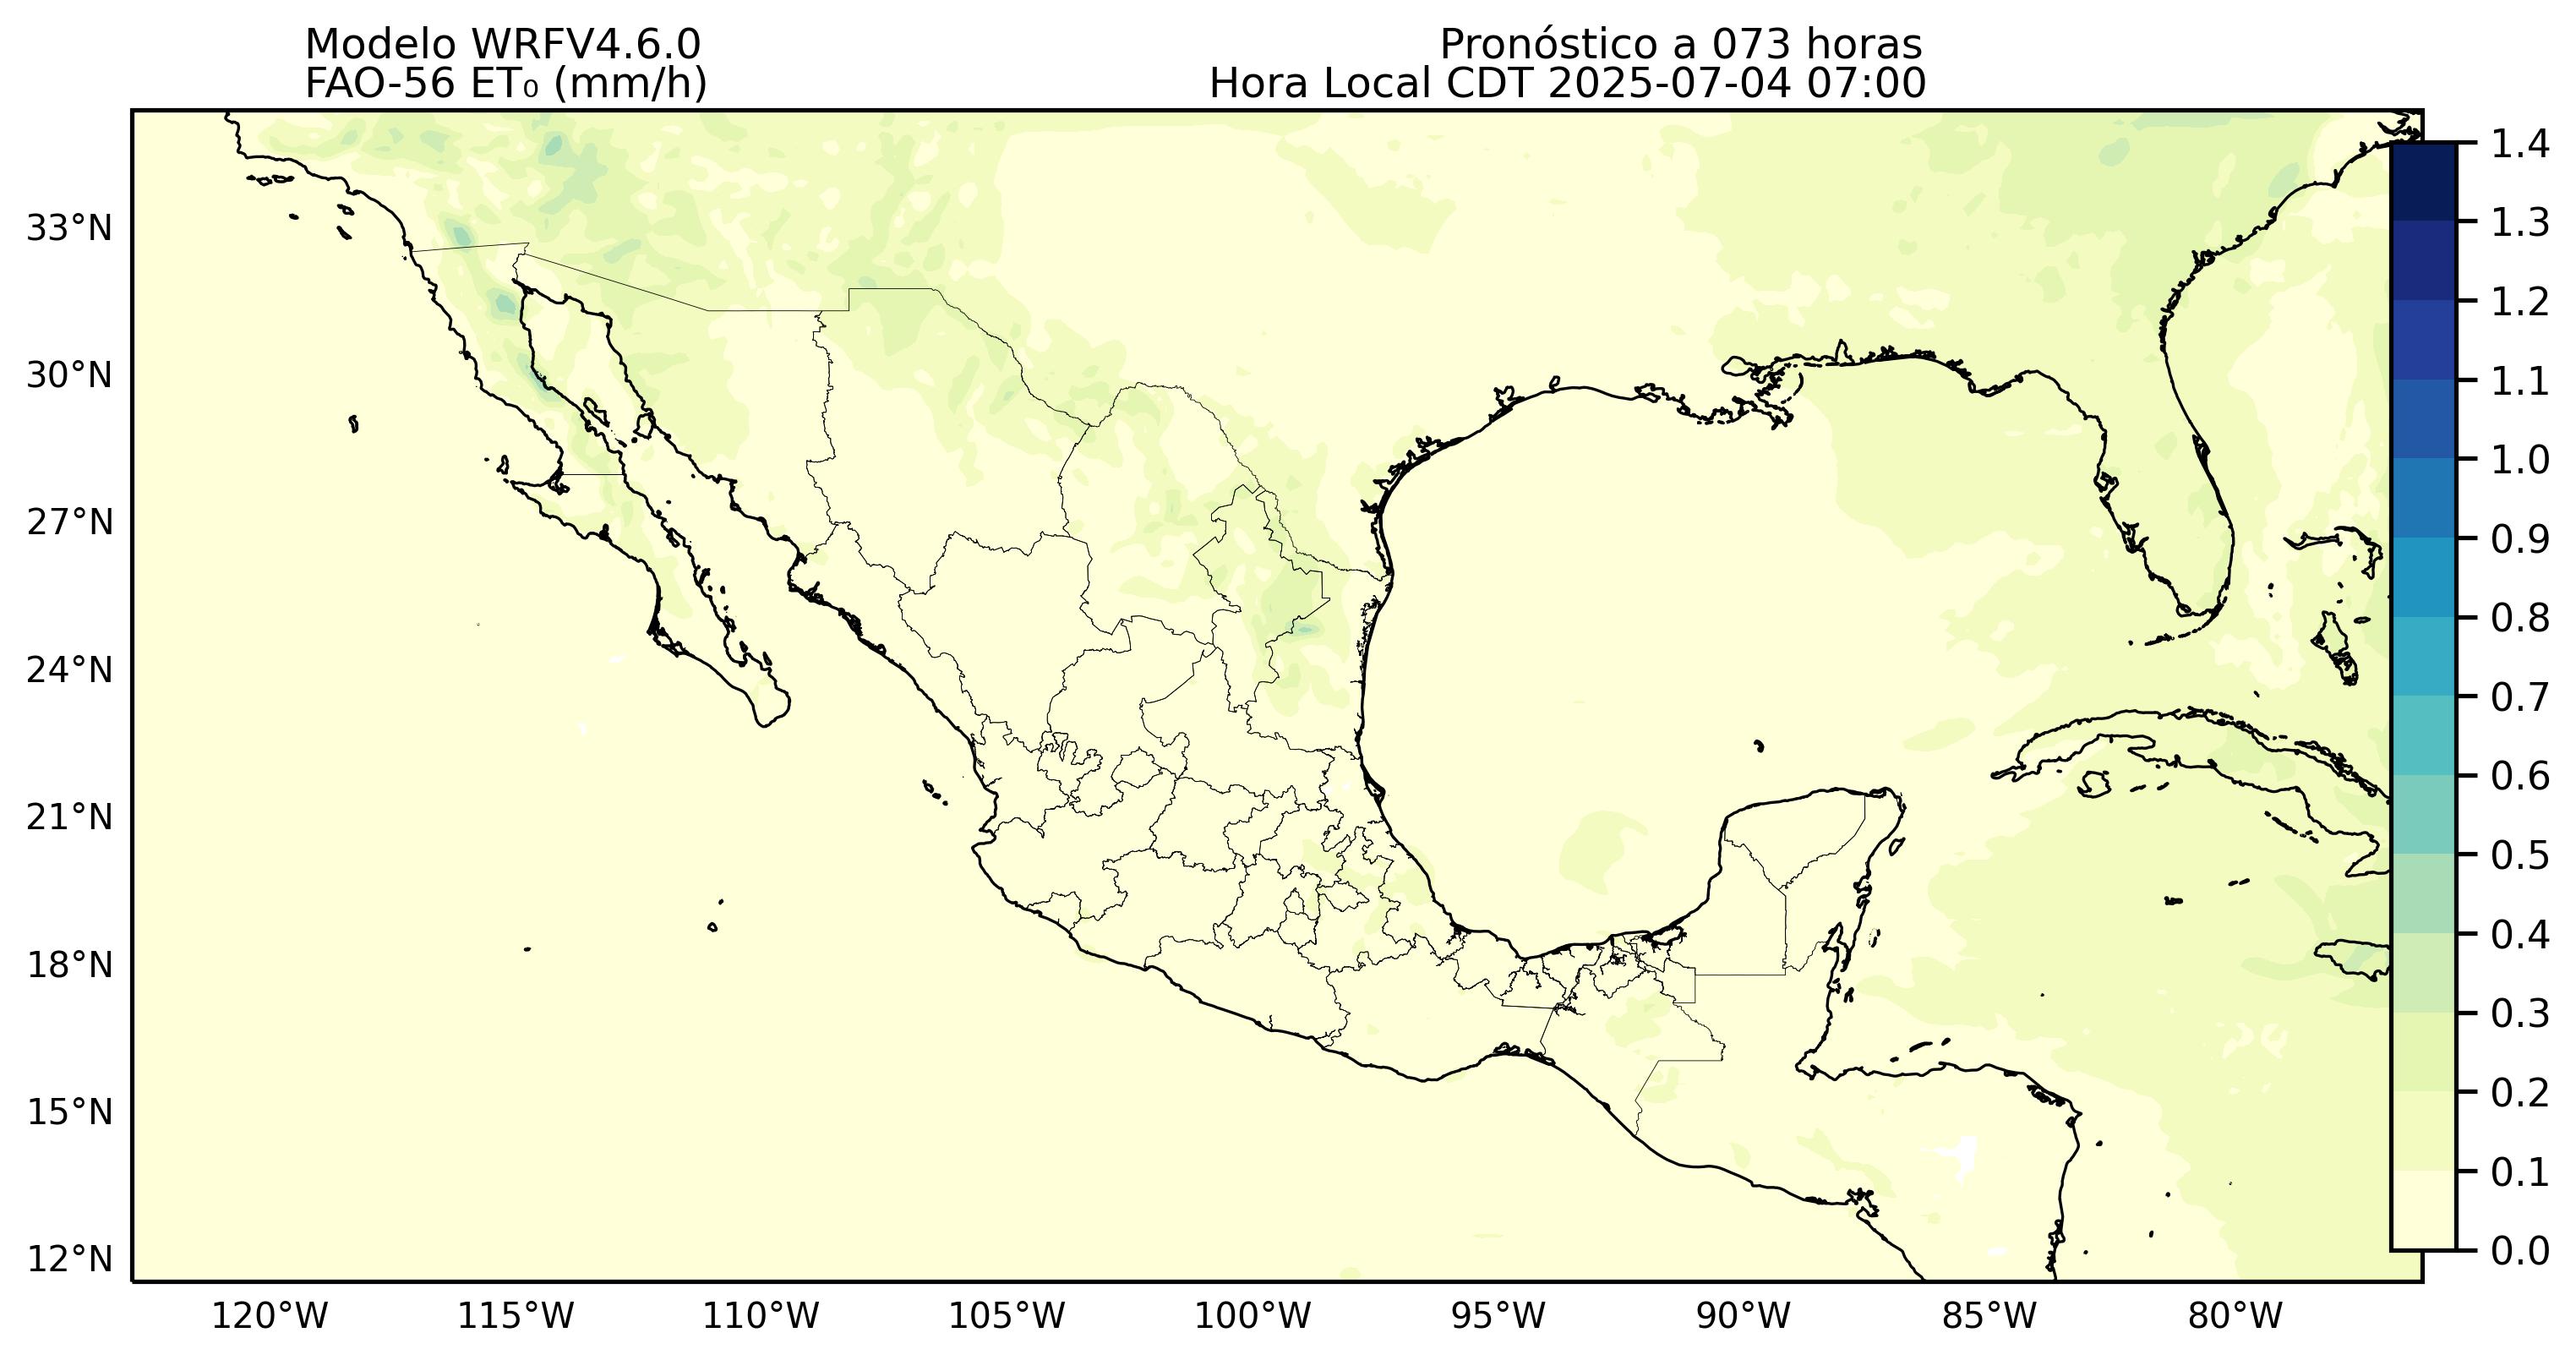 Modelo WRFV4.6.0
FAO-56 ET₀ (mm/h)
Pronóstico a 073 horas
Hora Local CDT 2025-07-04 07:00
33°N
30°N
27°N
24°N
21°N
18°N
15°N
12°N
120°W
115°W
110°W
105°W
100°W
95°W
90°W
85°W
80°W
1.4
1.3
1.2
1.1
1.0
0.9
0.8
0.7
0.6
0.5
0.4
0.3
0.2
0.1
0.0